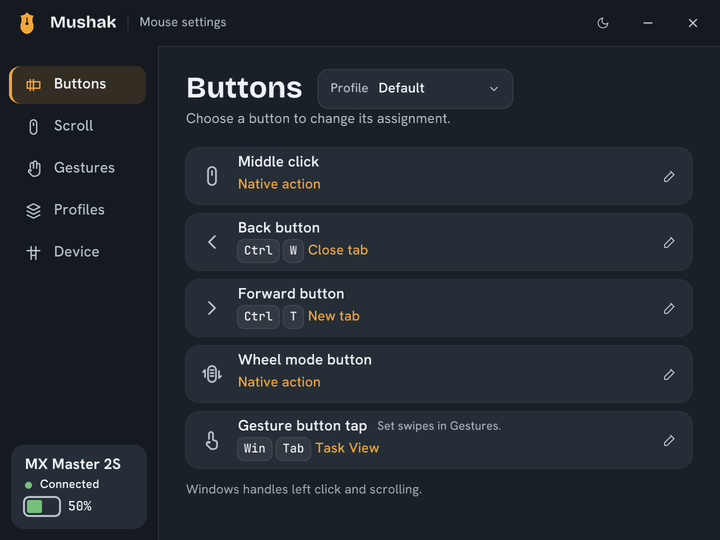 Mushak | Mouse settings
Buttons
Scroll
Gestures
Profiles
Device
MX Master 2S
Connected
50%
Buttons
Profile Default
Choose a button to change its assignment.
Middle click
Native action
Back button
Ctrl W Close tab
Forward button
Ctrl T New tab
Wheel mode button
Native action
Gesture button tap Set swipes in Gestures.
Win Tab Task View
Windows handles left click and scrolling.